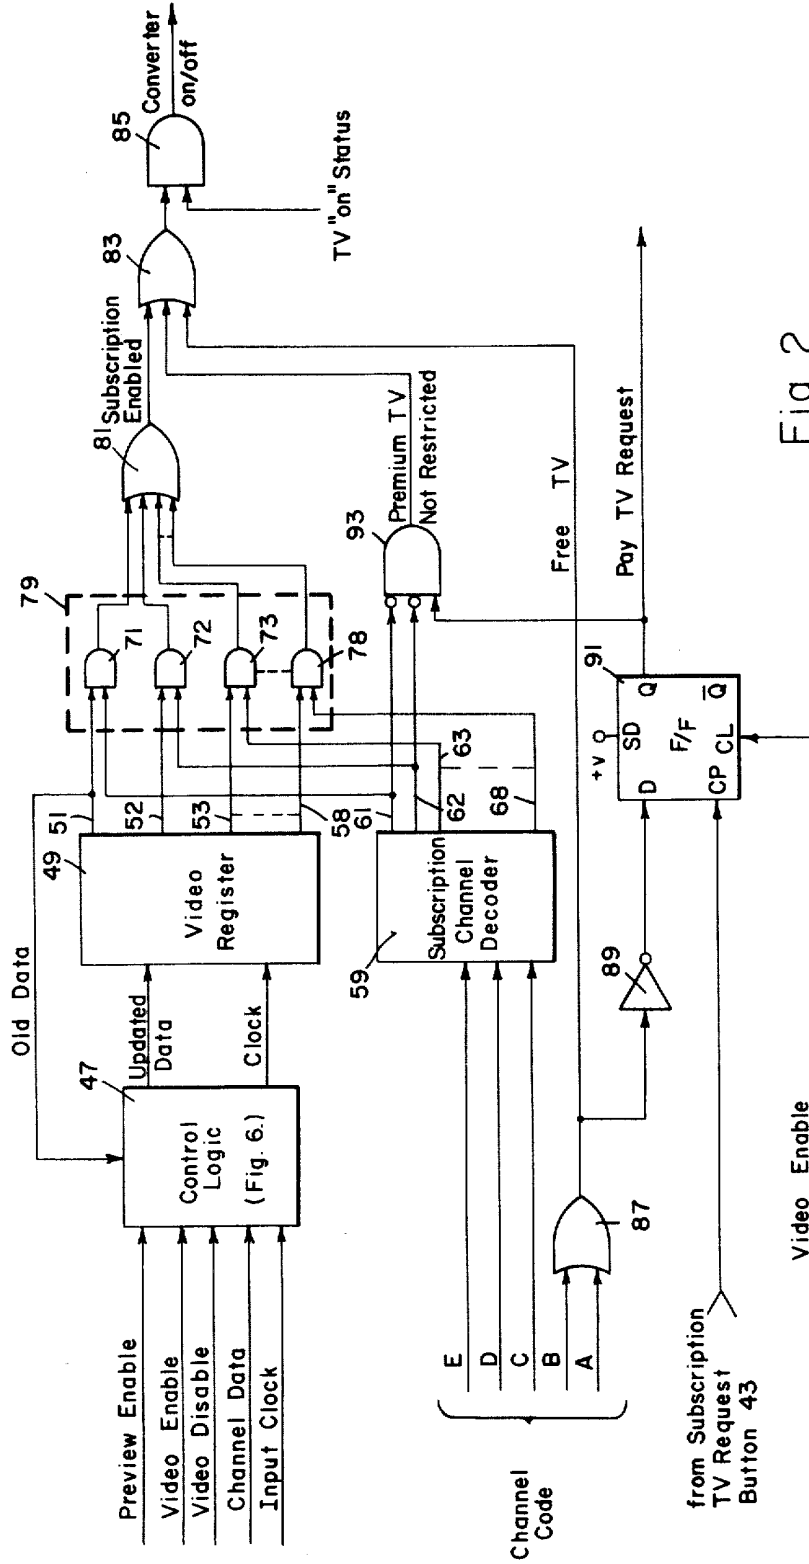 Preview Enable
Video Enable
Video Disable
Channel Data
Input Clock
Old Data
47
Control
Logic
(Fig. 6.)
Updated
Data
Clock
49
Video
Register
51
52
53
58
61
62
63
68
79
71
72
73
78
81
Subscription
Enabled
83
85
Converter
on/off
TV "on" Status
93
Premium TV
Not Restricted
59
Subscription
Channel
Decoder
Channel
Code
E
D
C
B
A
87
Free TV
89
+V
SD
91
D
F/F
Q
CP
CL
Q̅
Pay TV Request
from Subscription
TV Request
Button 43
Video Enable
Fig. 2